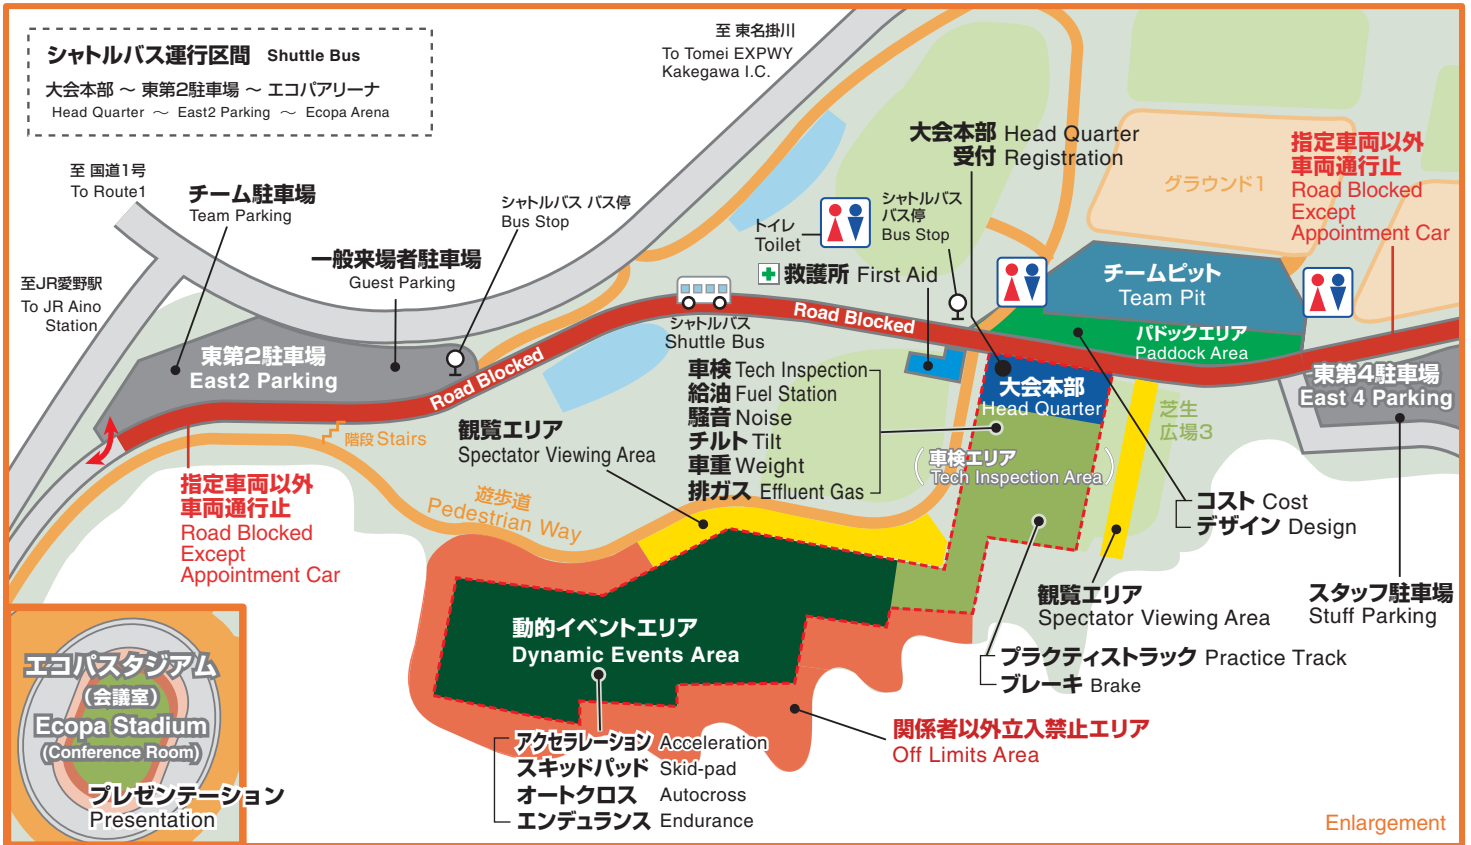 シャトルバス運行区間 Shuttle Bus
大会本部 ～ 東第2駐車場 ～ エコパアリーナ
Head Quarter ～ East2 Parking ～ Ecopa Arena
至 東名掛川
To Tomei EXPWY
Kakegawa I.C.
至 国道1号
To Route1
チーム駐車場
Team Parking
シャトルバス バス停
Bus Stop
一般来場者駐車場
Guest Parking
至JR愛野駅
To JR Aino
Station
東第2駐車場
East2 Parking
Road Blocked
階段 Stairs
指定車両以外
車両通行止
Road Blocked
Except
Appointment Car
遊歩道
Pedestrian Way
観覧エリア
Spectator Viewing Area
シャトルバス
Shuttle Bus
トイレ
Toilet
シャトルバス
バス停
Bus Stop
救護所 First Aid
Road Blocked
大会本部 Head Quarter
受付 Registration
グラウンド1
指定車両以外
車両通行止
Road Blocked
Except
Appointment Car
チームピット
Team Pit
パドックエリア
Paddock Area
東第4駐車場
East 4 Parking
車検 Tech Inspection
給油 Fuel Station
騒音 Noise
チルト Tilt
車重 Weight
排ガス Effluent Gas
大会本部
Head Quarter
(車検エリア
Tech Inspection Area)
芝生
広場3
コスト Cost
デザイン Design
観覧エリア
Spectator Viewing Area
スタッフ駐車場
Stuff Parking
プラクティストラック Practice Track
ブレーキ Brake
動的イベントエリア
Dynamic Events Area
関係者以外立入禁止エリア
Off Limits Area
アクセラレーション Acceleration
スキッドパッド Skid-pad
オートクロス Autocross
エンデュランス Endurance
エコパスタジアム
(会議室)
Ecopa Stadium
(Conference Room)
プレゼンテーション
Presentation
Enlargement